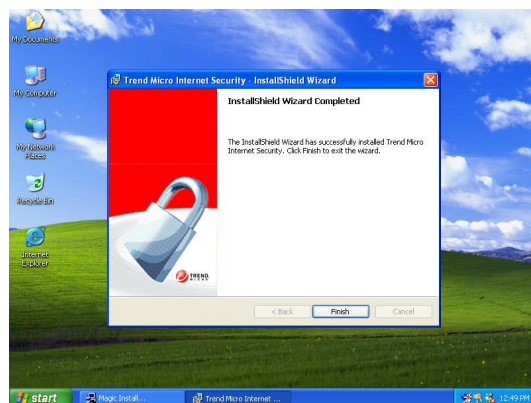 My Documents
My Computer
My Network
Places
Recycle Bin
Internet
Explorer
Trend Micro Internet Security - InstallShield Wizard
InstallShield Wizard Completed
The InstallShield Wizard has successfully installed Trend Micro
Internet Security. Click Finish to exit the wizard.
TREND
MICRO
< Back
Finish
Cancel
start
Magic Install...
Trend Micro Internet ...
12:49 PM